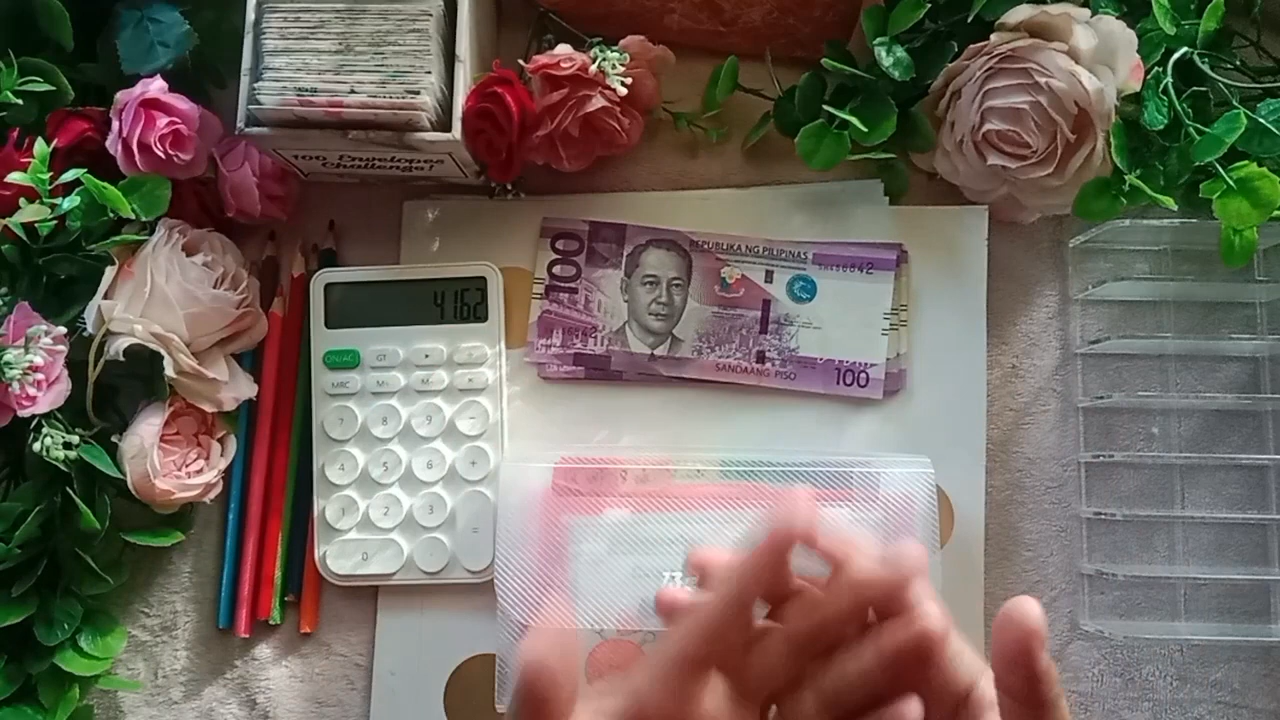 100 Envelopes
Challenge!
4162
100
REPUBLIKA NG PILIPINAS
SANDAANG PISO
100
ON/AC
GT
MRC
7
8
9
-
4
5
6
+
1
2
3
=
0
.
73